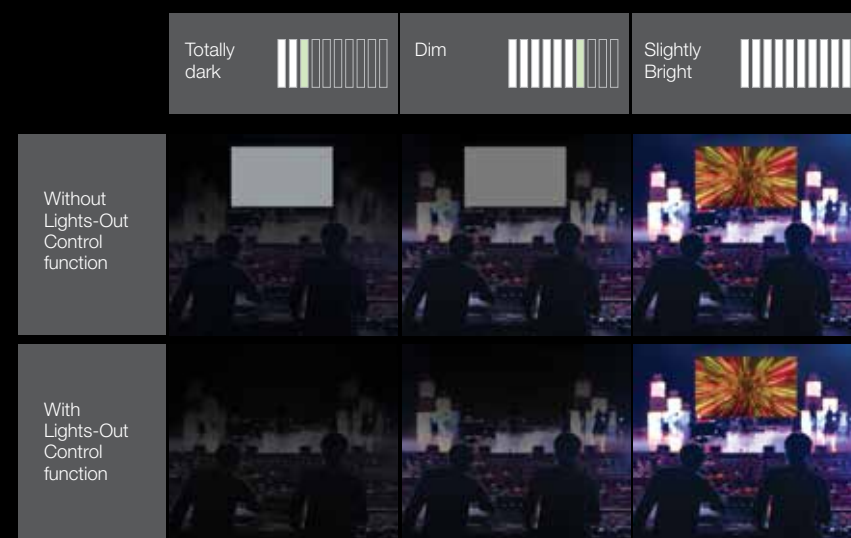 Totally
dark
Dim
Slightly
Bright
Without
Lights-Out
Control
function
With
Lights-Out
Control
function